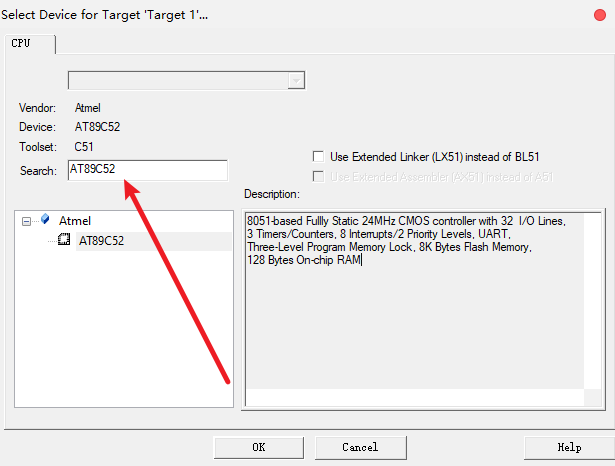 Select Device for Target 'Target 1'...
CPU
Vendor: Atmel
Device: AT89C52
Toolset: C51
Search: AT89C52
Use Extended Linker (LX51) instead of BL51
Use Extended Assembler (AX51) instead of A51
Description:
Atmel
AT89C52
8051-based Fullly Static 24MHz CMOS controller with 32 I/O Lines,
3 Timers/Counters, 8 Interrupts/2 Priority Levels, UART,
Three-Level Program Memory Lock, 8K Bytes Flash Memory,
128 Bytes On-chip RAM
OK Cancel Help